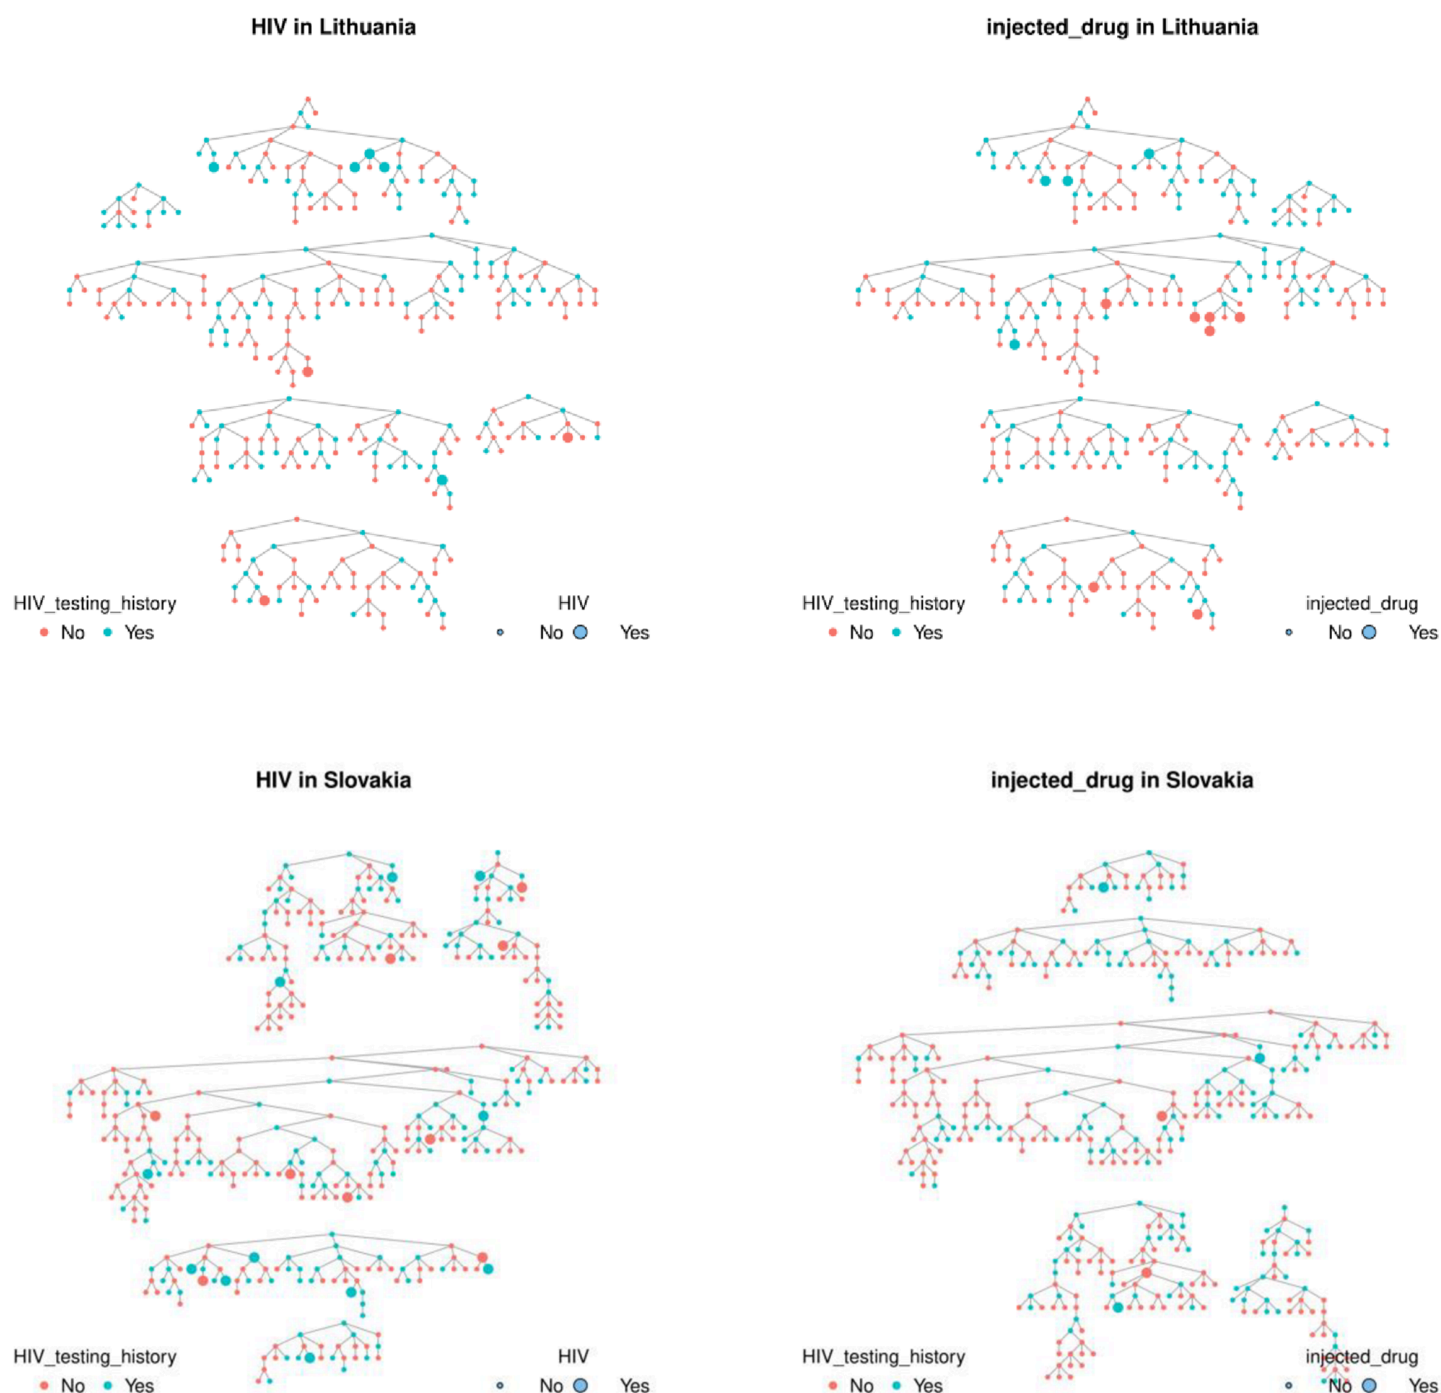 HIV in Lithuania
injected_drug in Lithuania
HIV_testing_history
No Yes
HIV
No Yes
HIV_testing_history
No Yes
injected_drug
No Yes
HIV in Slovakia
injected_drug in Slovakia
HIV_testing_history
No Yes
HIV
No Yes
HIV_testing_history
No Yes
injected_drug
No Yes